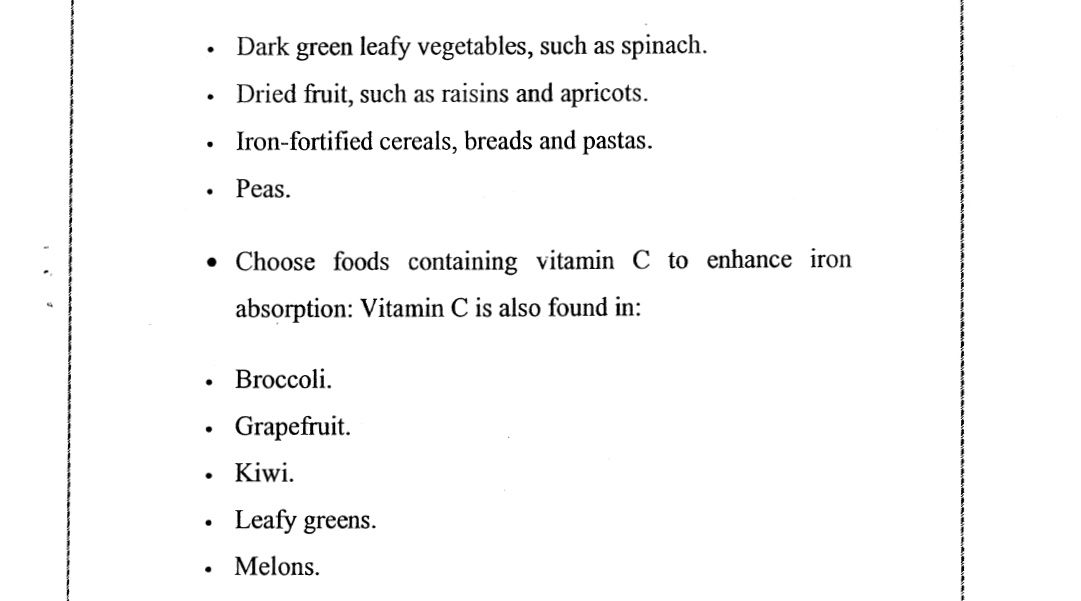 • Dark green leafy vegetables, such as spinach.
• Dried fruit, such as raisins and apricots.
• Iron-fortified cereals, breads and pastas.
• Peas.
• Choose foods containing vitamin C to enhance iron
absorption: Vitamin C is also found in:
• Broccoli.
• Grapefruit.
• Kiwi.
• Leafy greens.
• Melons.